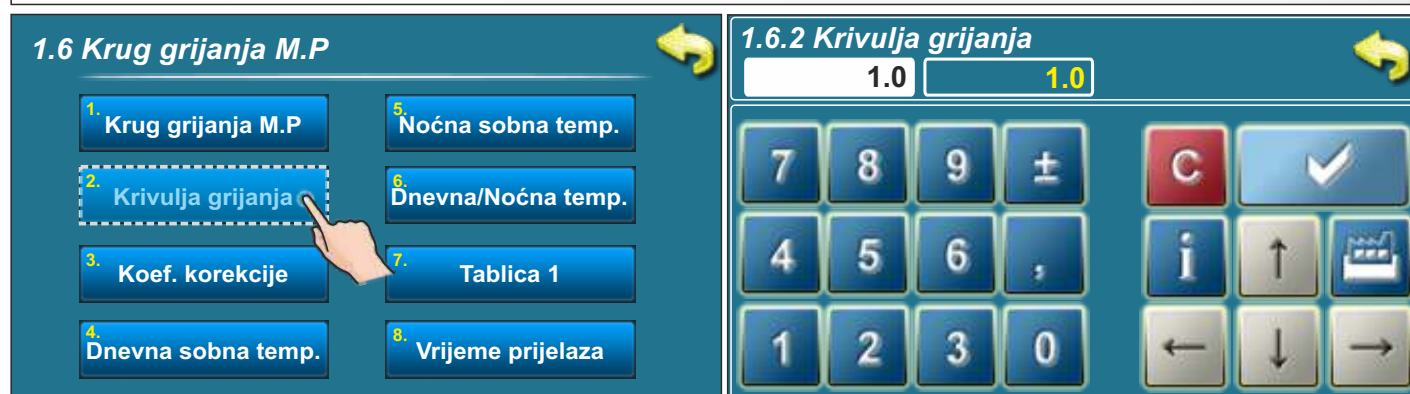 1.6 Krug grijanja M.P
1. Krug grijanja M.P
2. Krivulja grijanja
3. Koef. korekcije
4. Dnevna sobna temp.
5. Noćna sobna temp.
6. Dnevna/Noćna temp.
7. Tablica 1
8. Vrijeme prijelaza
1.6.2 Krivulja grijanja
1.0 1.0
7 8 9 ± C
4 5 6 , i
1 2 3 0